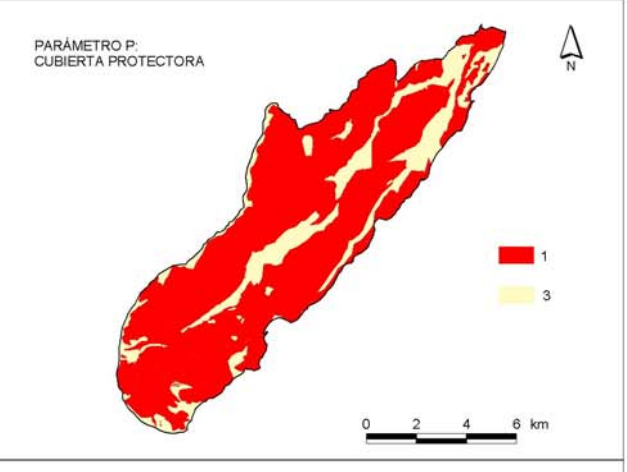 PARÁMETRO P:
CUBIERTA PROTECTORA
N
1
3
0 2 4 6 km